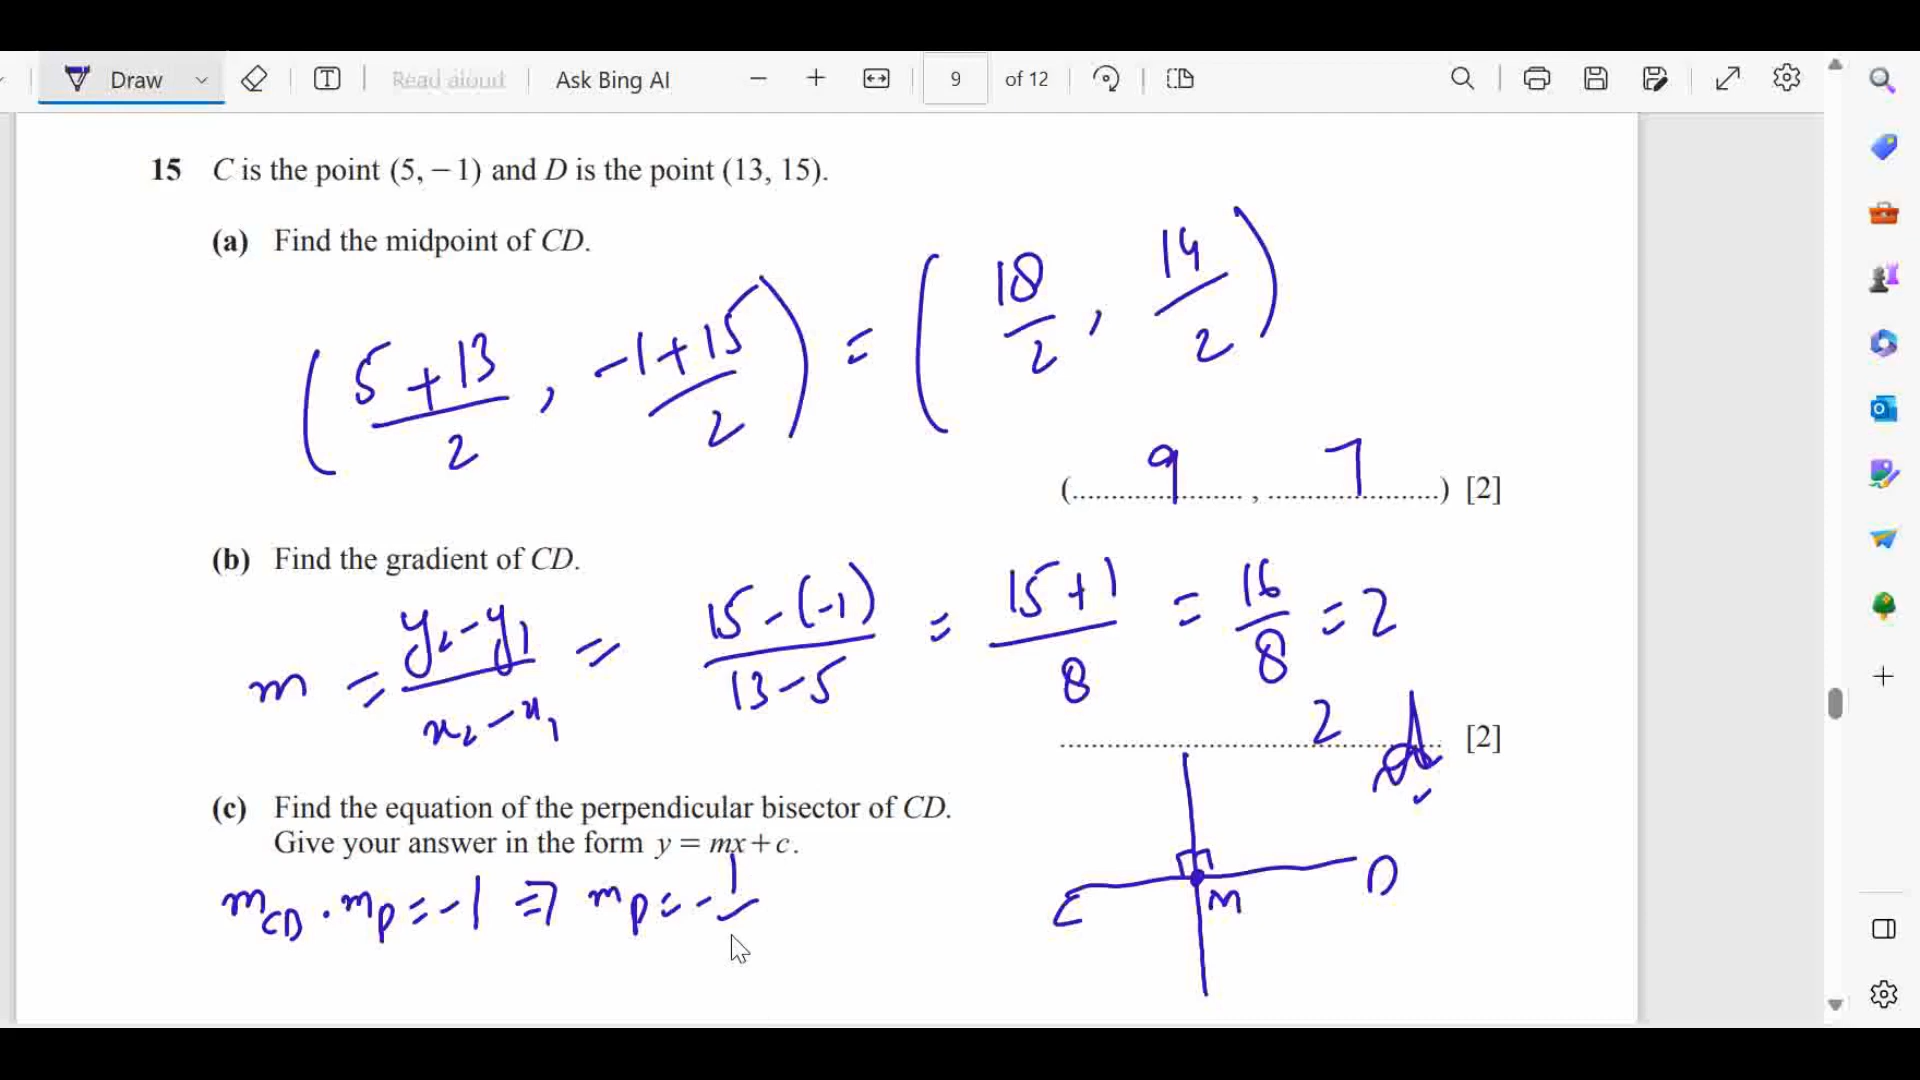 Draw Read aloud Ask Bing AI 9 of 12
15 C is the point (5, −1) and D is the point (13, 15).
(a) Find the midpoint of CD.
(5+13/2, -1+15/2) = (18/2, 14/2)
(........ 9 ........ , ........ 7 ........) [2]
(b) Find the gradient of CD.
m = y₂-y₁/x₂-x₁ = 15-(-1)/13-5 = 15+1/8 = 16/8 = 2
........ 2 ........ [2]
(c) Find the equation of the perpendicular bisector of CD.
Give your answer in the form y = mx + c.
m_CD . m_P = -1 ⇒ m_P = -1/
C M D